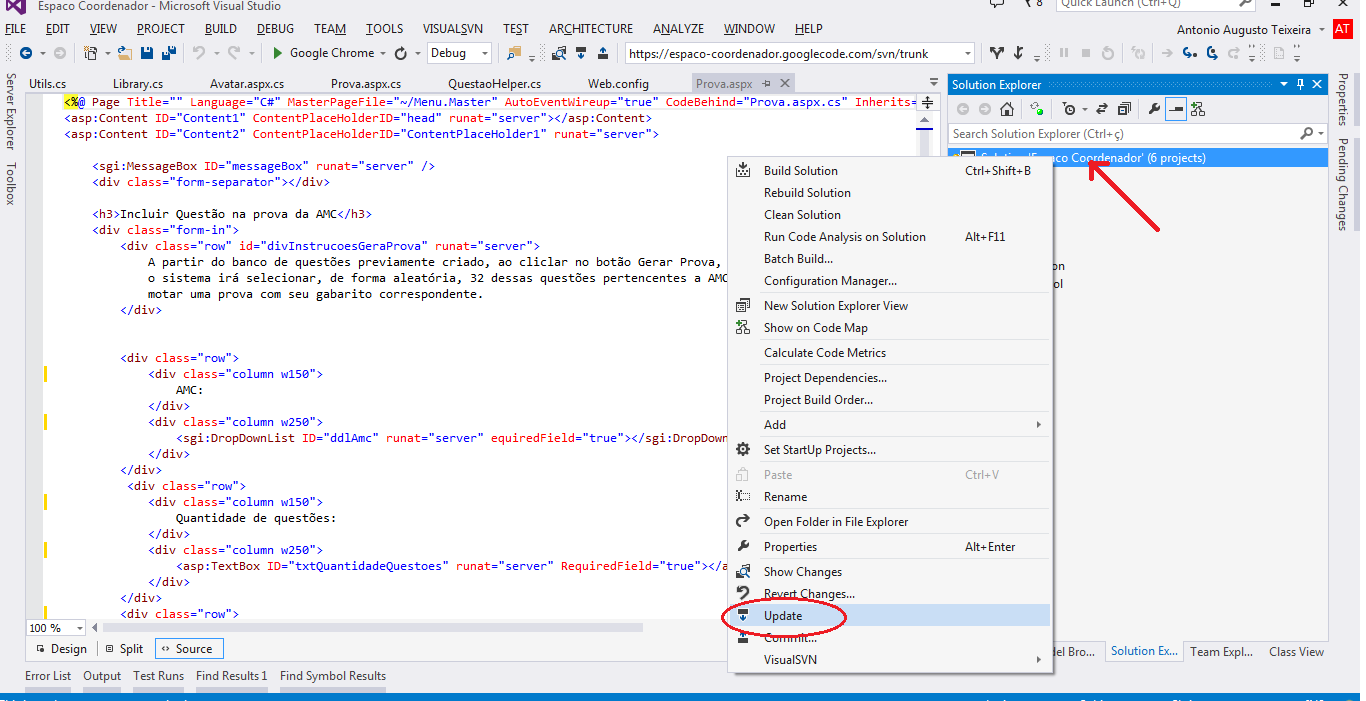 Espaco Coordenador - Microsoft Visual Studio
8
Quick Launch (Ctrl+Q)
FILE EDIT VIEW PROJECT BUILD DEBUG TEAM TOOLS VISUALSVN TEST ARCHITECTURE ANALYZE WINDOW HELP
Antonio Augusto Teixeira AT
Google Chrome Debug https://espaco-coordenador.googlecode.com/svn/trunk
Server Explorer
Toolbox
Utils.cs Library.cs Avatar.aspx.cs Prova.aspx.cs QuestaoHelper.cs Web.config Prova.aspx
<%@ Page Title="" Language="C#" MasterPageFile="~/Menu.Master" AutoEventWireup="true" CodeBehind="Prova.aspx.cs" Inherits=
<asp:Content ID="Content1" ContentPlaceHolderID="head" runat="server"></asp:Content>
<asp:Content ID="Content2" ContentPlaceHolderID="ContentPlaceHolder1" runat="server">
<sgi:MessageBox ID="messageBox" runat="server" />
<div class="form-separator"></div>
<h3>Incluir Questão na prova da AMC</h3>
<div class="form-in">
<div class="row" id="divInstrucoesGeraProva" runat="server">
A partir do banco de questões previamente criado, ao cliclar no botão Gerar Prova,
o sistema irá selecionar, de forma aleatória, 32 dessas questões pertencentes a AMC
motar uma prova com seu gabarito correspondente.
</div>
<div class="row">
<div class="column w150">
AMC:
</div>
<div class="column w250">
<sgi:DropDownList ID="ddlAmc" runat="server" equiredField="true"></sgi:DropDown
</div>
</div>
<div class="row">
<div class="column w150">
Quantidade de questões:
</div>
<div class="column w250">
<asp:TextBox ID="txtQuantidadeQuestoes" runat="server" RequiredField="true"></a
</div>
</div>
<div class="row">
100 %
Design Split Source
Error List Output Test Runs Find Results 1 Find Symbol Results
Build Solution Ctrl+Shift+B
Rebuild Solution
Clean Solution
Run Code Analysis on Solution Alt+F11
Batch Build...
Configuration Manager...
New Solution Explorer View
Show on Code Map
Calculate Code Metrics
Project Dependencies...
Project Build Order...
Add
Set StartUp Projects...
Paste Ctrl+V
Rename
Open Folder in File Explorer
Properties Alt+Enter
Show Changes
Revert Changes...
Update
Commit...
VisualSVN
Solution Explorer
Search Solution Explorer (Ctrl+ç)
Coordenador' (6 projects)
on
ol
del Bro... Solution Ex... Team Expl... Class View
Properties
Pending Changes